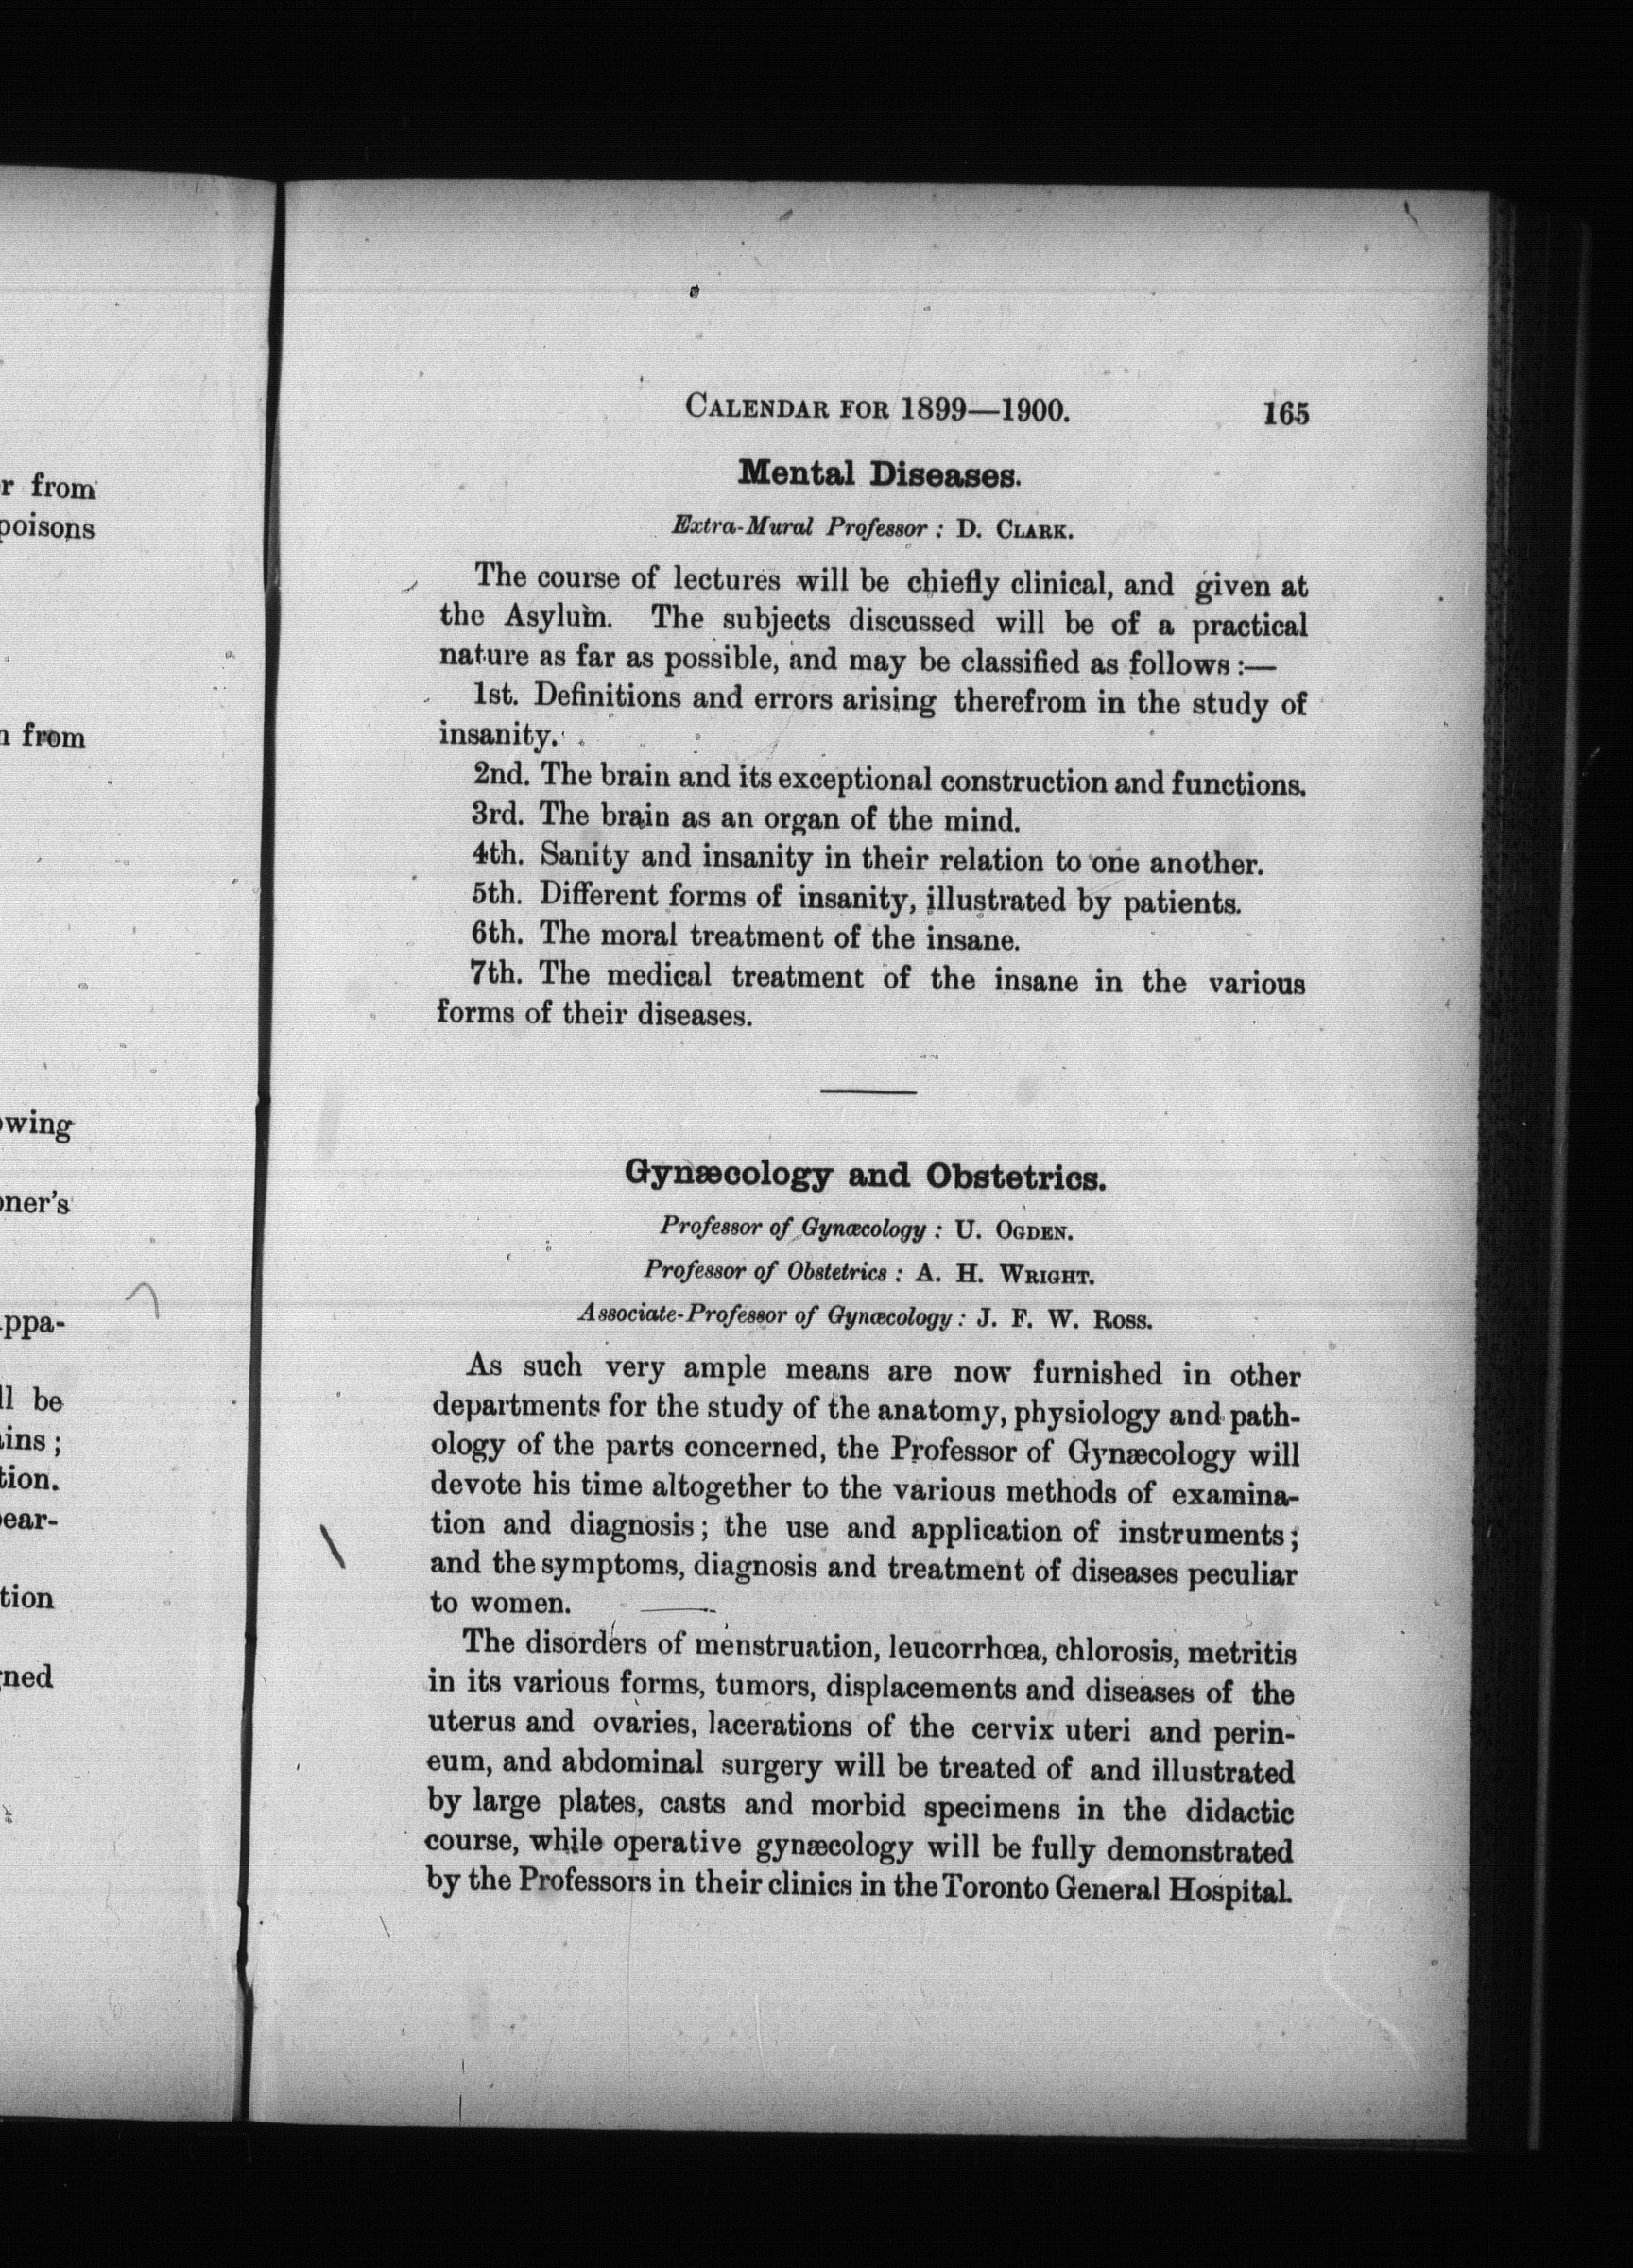 r from
poisons
n from
owing
oner's
appa-
ll be
ains;
tion.
pear-
tion
gned
CALENDAR FOR 1899—1900. 165
Mental Diseases.
Extra-Mural Professor: D. CLARK.
The course of lectures will be chiefly clinical, and given at
the Asylum. The subjects discussed will be of a practical
nature as far as possible, and may be classified as follows:—
1st. Definitions and errors arising therefrom in the study of
insanity.
2nd. The brain and its exceptional construction and functions.
3rd. The brain as an organ of the mind.
4th. Sanity and insanity in their relation to one another.
5th. Different forms of insanity, illustrated by patients.
6th. The moral treatment of the insane.
7th. The medical treatment of the insane in the various
forms of their diseases.
Gynæcology and Obstetrics.
Professor of Gynæcology: U. OGDEN.
Professor of Obstetrics: A. H. WRIGHT.
Associate-Professor of Gynæcology: J. F. W. Ross.
As such very ample means are now furnished in other
departments for the study of the anatomy, physiology and path-
ology of the parts concerned, the Professor of Gynæcology will
devote his time altogether to the various methods of examina-
tion and diagnosis; the use and application of instruments;
and the symptoms, diagnosis and treatment of diseases peculiar
to women.
The disorders of menstruation, leucorrhœa, chlorosis, metritis
in its various forms, tumors, displacements and diseases of the
uterus and ovaries, lacerations of the cervix uteri and perin-
eum, and abdominal surgery will be treated of and illustrated
by large plates, casts and morbid specimens in the didactic
course, while operative gynæcology will be fully demonstrated
by the Professors in their clinics in the Toronto General Hospital.